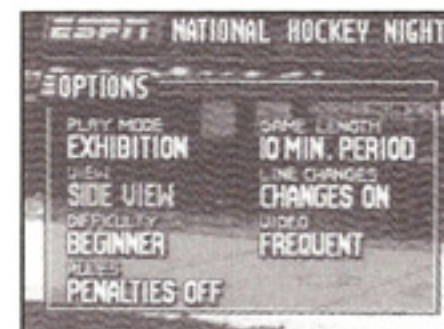 ESPN NATIONAL HOCKEY NIGHT
OPTIONS
PLAY MODE
EXHIBITION
GAME LENGTH
10 MIN. PERIOD
VIEW
SIDE VIEW
LINE CHANGES
CHANGES ON
DIFFICULTY
BEGINNER
VIDEO
FREQUENT
RULES
PENALTIES OFF